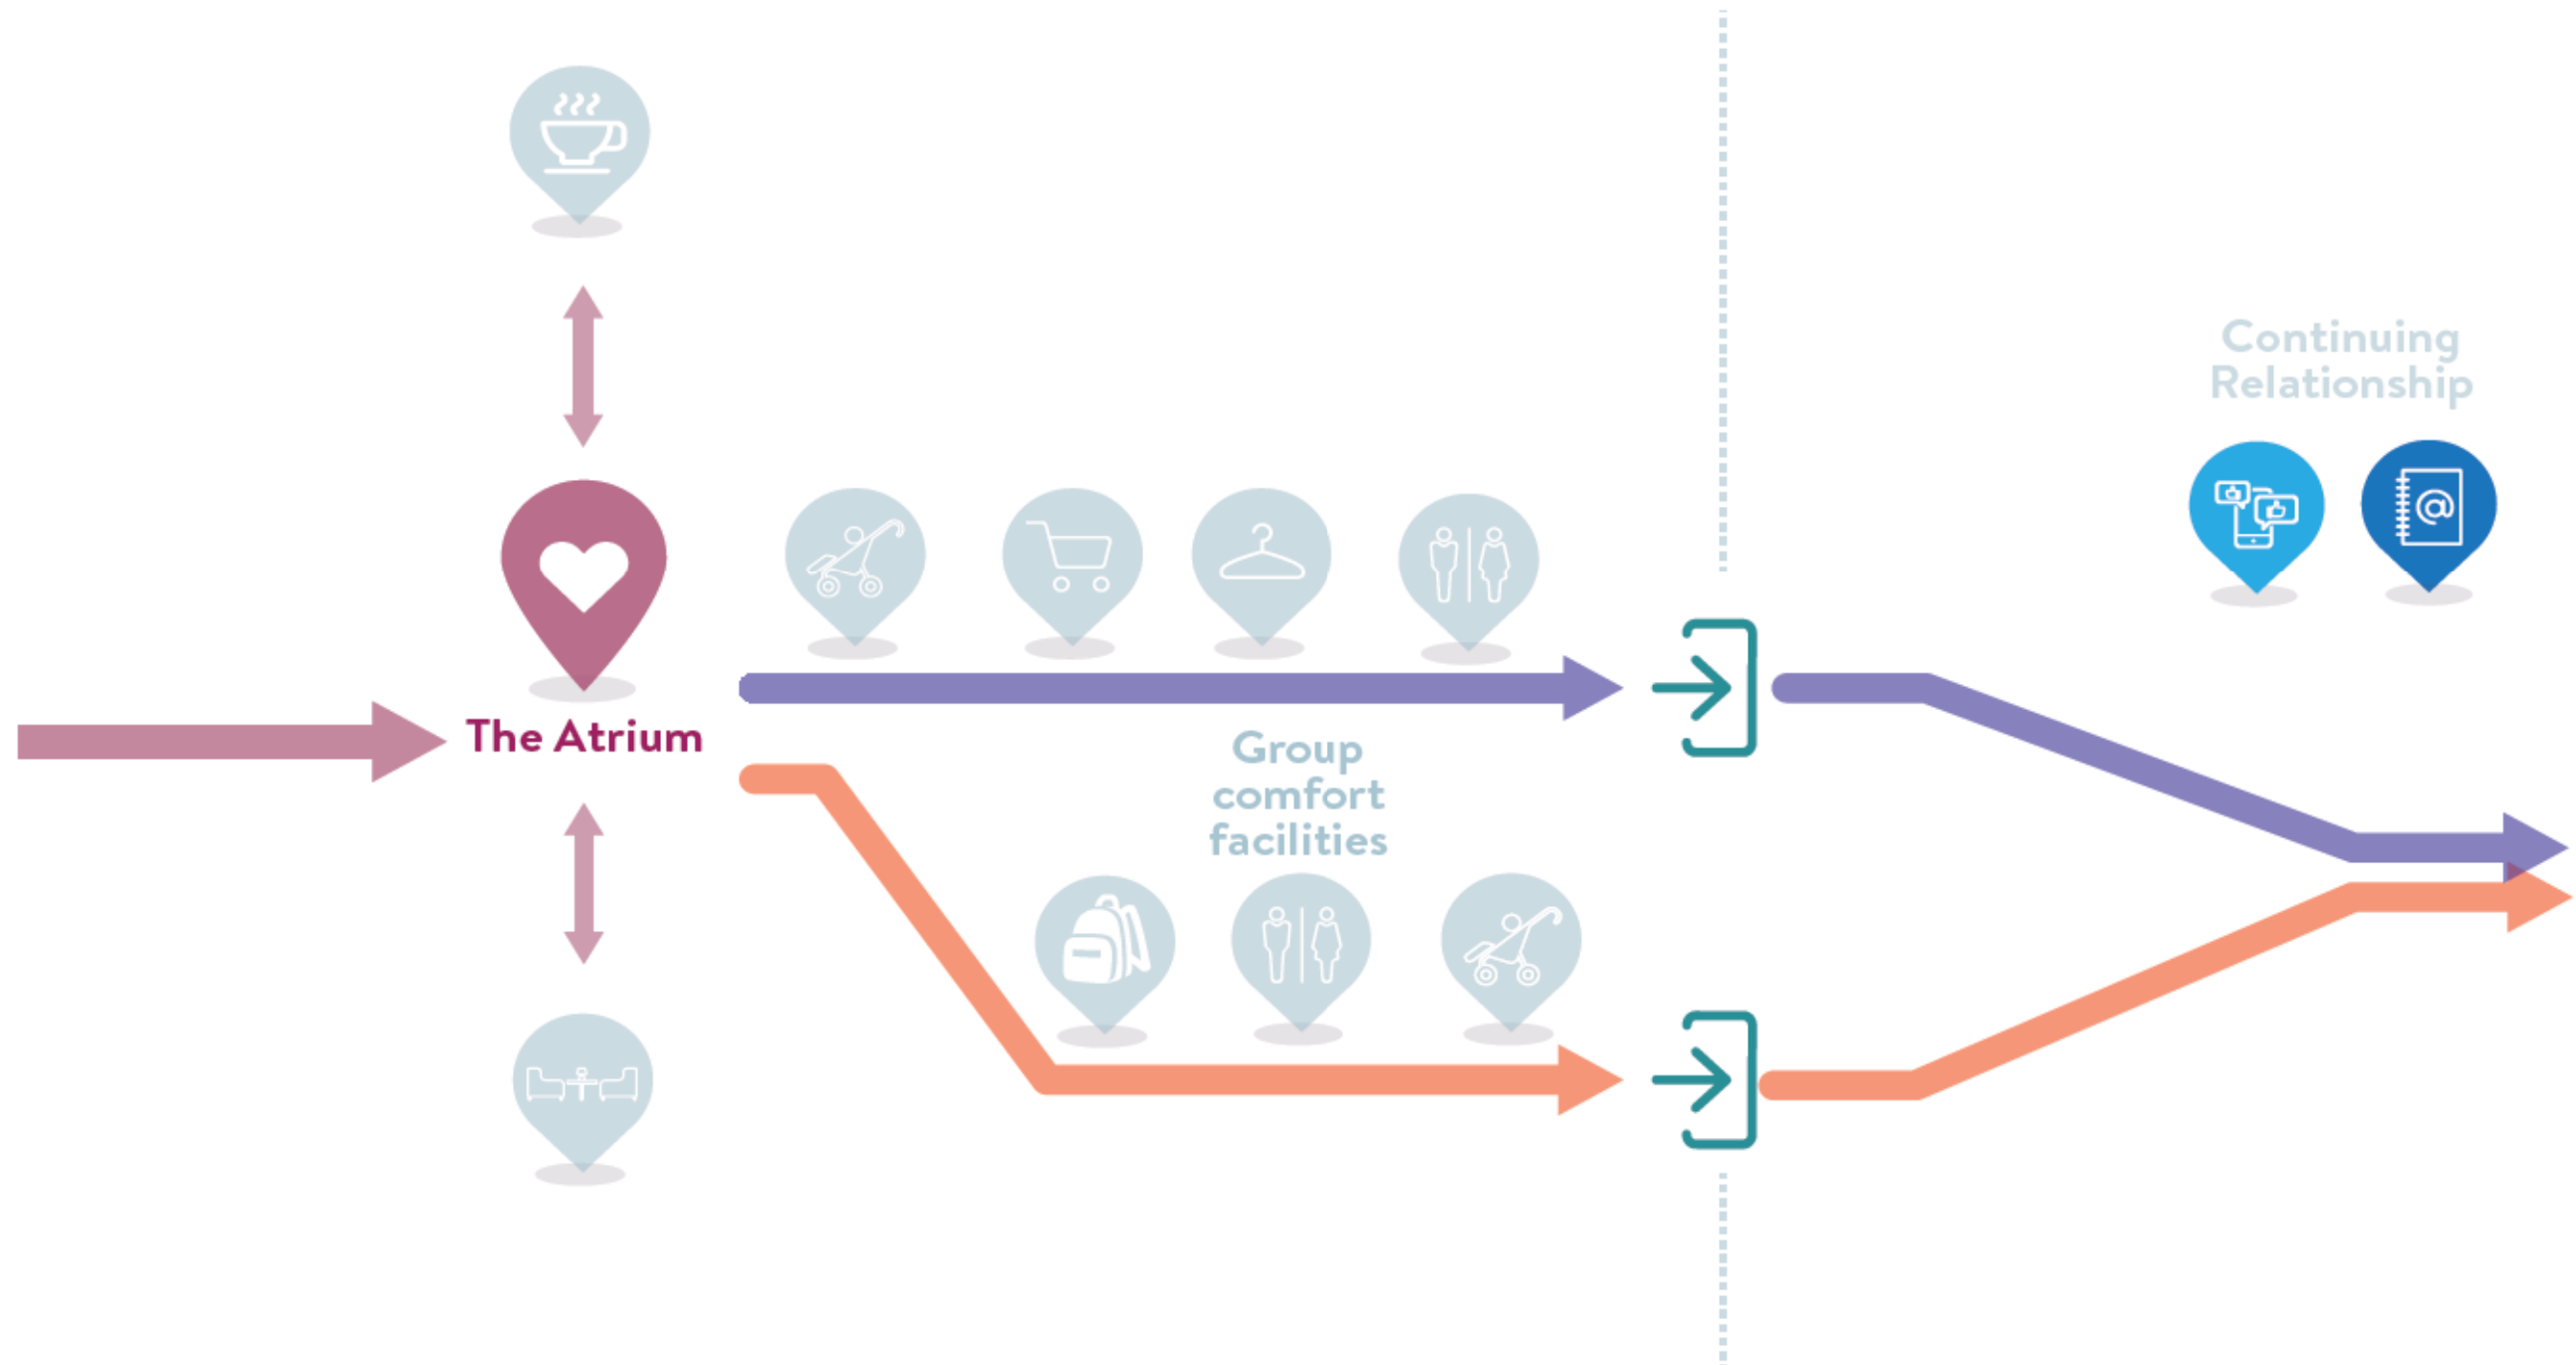 Continuing
Relationship
The Atrium
Group
comfort
facilities
@